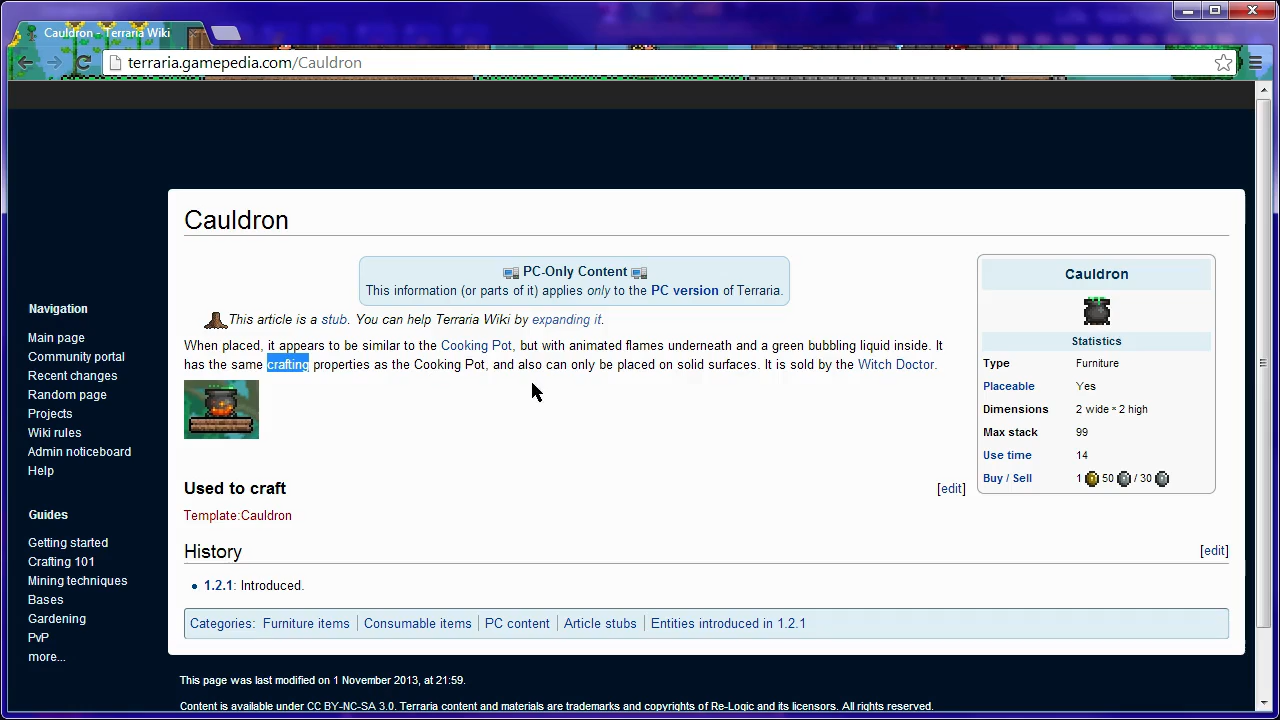 Cauldron - Terraria Wiki
terraria.gamepedia.com/Cauldron
Cauldron
PC-Only Content
This information (or parts of it) applies only to the PC version of Terraria.
This article is a stub. You can help Terraria Wiki by expanding it.
When placed, it appears to be similar to the Cooking Pot, but with animated flames underneath and a green bubbling liquid inside. It
has the same crafting properties as the Cooking Pot, and also can only be placed on solid surfaces. It is sold by the Witch Doctor.
Used to craft
[edit]
Template:Cauldron
History
[edit]
1.2.1: Introduced.
Categories: Furniture items | Consumable items | PC content | Article stubs | Entities introduced in 1.2.1
Cauldron
Statistics
Type Furniture
Placeable Yes
Dimensions 2 wide × 2 high
Max stack 99
Use time 14
Buy / Sell 1 50 / 30
Navigation
Main page
Community portal
Recent changes
Random page
Projects
Wiki rules
Admin noticeboard
Help
Guides
Getting started
Crafting 101
Mining techniques
Bases
Gardening
PvP
more...
This page was last modified on 1 November 2013, at 21:59.
Content is available under CC BY-NC-SA 3.0. Terraria content and materials are trademarks and copyrights of Re-Logic and its licensors. All rights reserved.